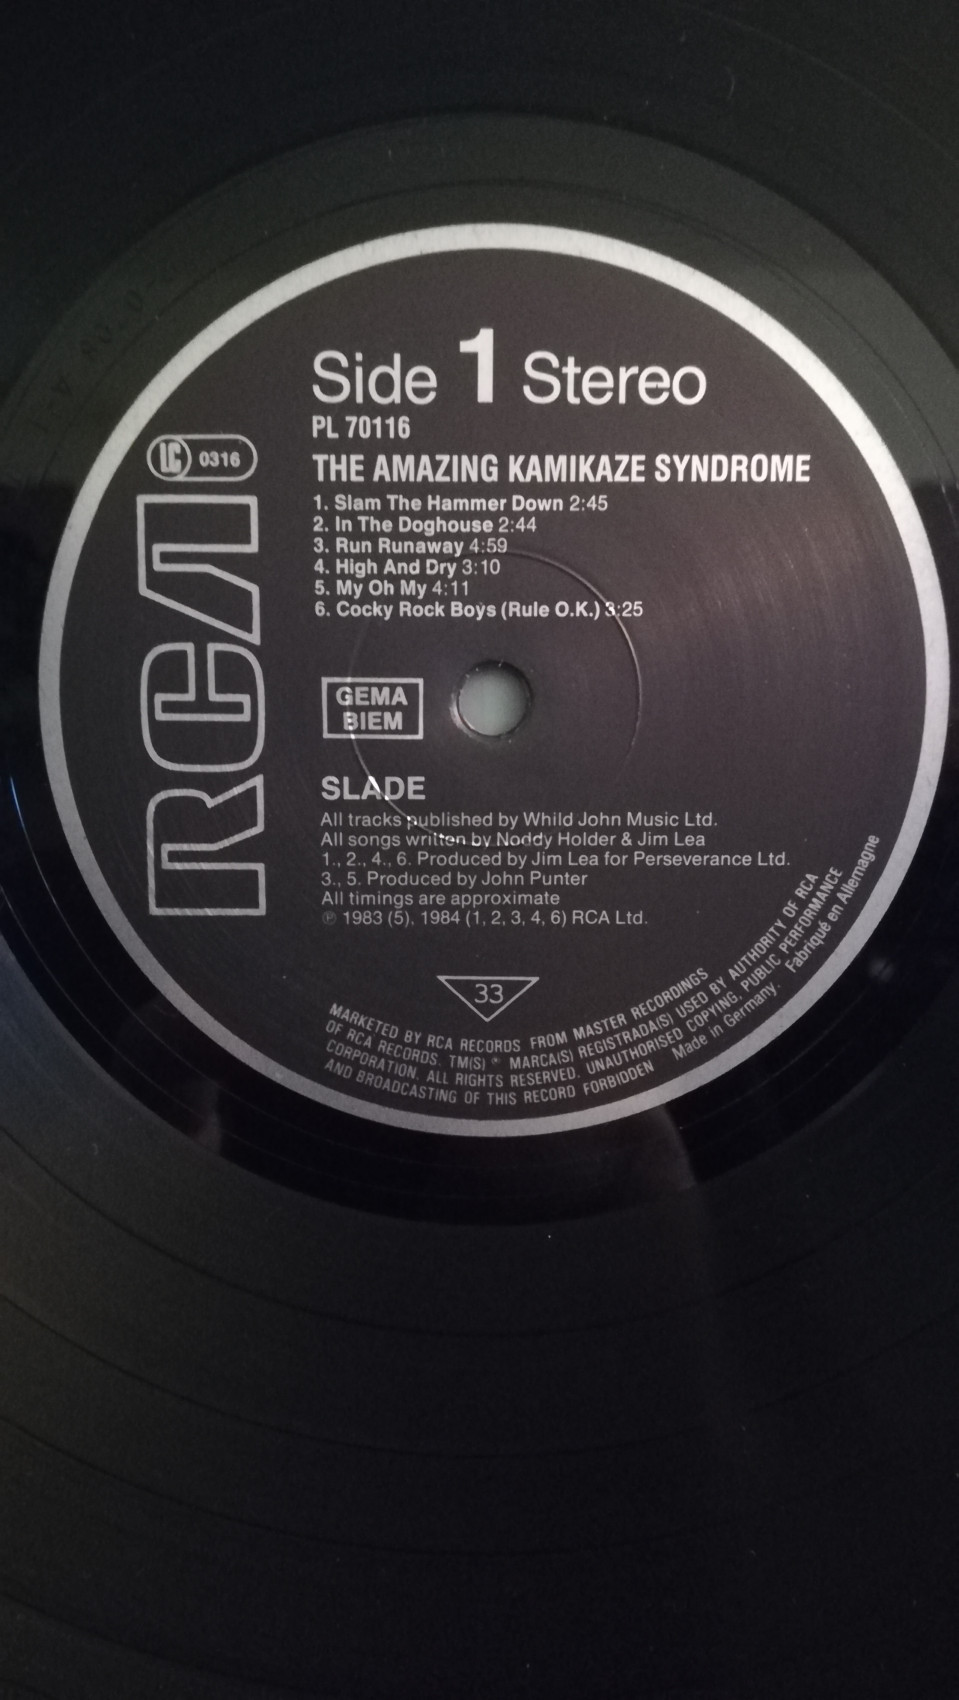 Side 1 Stereo
PL 70116
LC 0316
THE AMAZING KAMIKAZE SYNDROME
1. Slam The Hammer Down 2:45
2. In The Doghouse 2:44
3. Run Runaway 4:59
4. High And Dry 3:10
5. My Oh My 4:11
6. Cocky Rock Boys (Rule O.K.) 3:25
RCA
GEMA
BIEM
SLADE
All tracks published by Whild John Music Ltd.
All songs written by Noddy Holder & Jim Lea
1., 2., 4., 6. Produced by Jim Lea for Perseverance Ltd.
3., 5. Produced by John Punter
All timings are approximate
℗ 1983 (5), 1984 (1, 2, 3, 4, 6) RCA Ltd.
33
MARKETED BY RCA RECORDS FROM MASTER RECORDINGS
OF RCA RECORDS. TM(S) ® MARCA(S) REGISTRADA(S) USED BY AUTHORITY OF RCA
CORPORATION. ALL RIGHTS RESERVED. UNAUTHORISED COPYING, PUBLIC PERFORMANCE
AND BROADCASTING OF THIS RECORD FORBIDDEN Made in Germany · Fabriqué en Allemagne